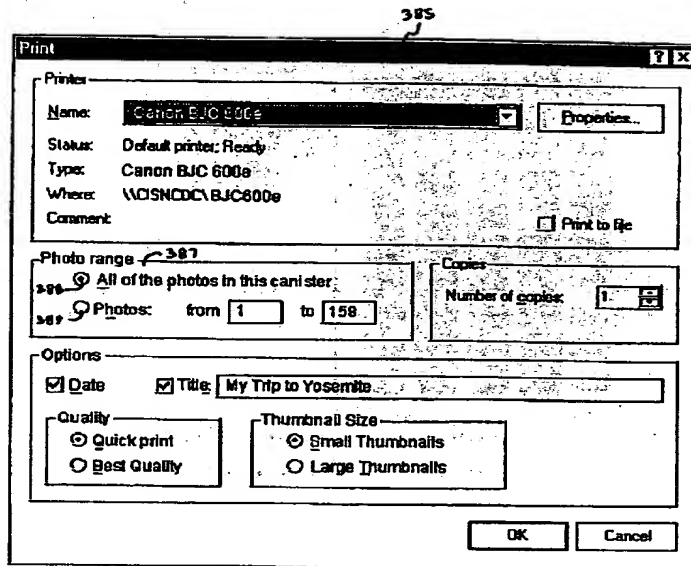 385
Print ? X
Printer
Name: Canon BJC 600e Properties...
Status: Default printer; Ready
Type: Canon BJC 600e
Where: \\CISNCDC\BJC600e
Comment: Print to file
Photo range 387
388 All of the photos in this canister
389 Photos: from 1 to 158
Copies
Number of copies: 1
Options
Date Title: My Trip to Yosemite
Quality
Quick print
Best Quality
Thumbnail Size
Small Thumbnails
Large Thumbnails
OK Cancel